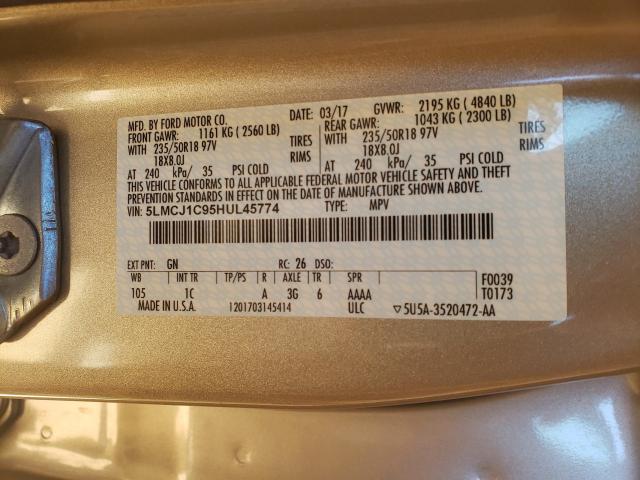 MFD. BY FORD MOTOR CO. DATE: 03/17 GVWR: 2195 KG ( 4840 LB)
FRONT GAWR: 1161 KG ( 2560 LB) REAR GAWR: 1043 KG ( 2300 LB)
WITH 235/50R18 97V TIRES WITH 235/50R18 97V TIRES
18X8.0J RIMS 18X8.0J RIMS
AT 240 kPa/ 35 PSI COLD AT 240 kPa/ 35 PSI COLD
THIS VEHICLE CONFORMS TO ALL APPLICABLE FEDERAL MOTOR VEHICLE SAFETY AND THEFT
PREVENTION STANDARDS IN EFFECT ON THE DATE OF MANUFACTURE SHOWN ABOVE.
VIN: 5LMCJ1C95HUL45774 TYPE: MPV
EXT PNT: GN RC: 26 DSO: F0039
WB INT TR TP/PS R AXLE TR SPR T0173
105 1C A 3G 6 AAAA
MADE IN U.S.A. 1201703145414 ULC ▽5U5A-3520472-AA